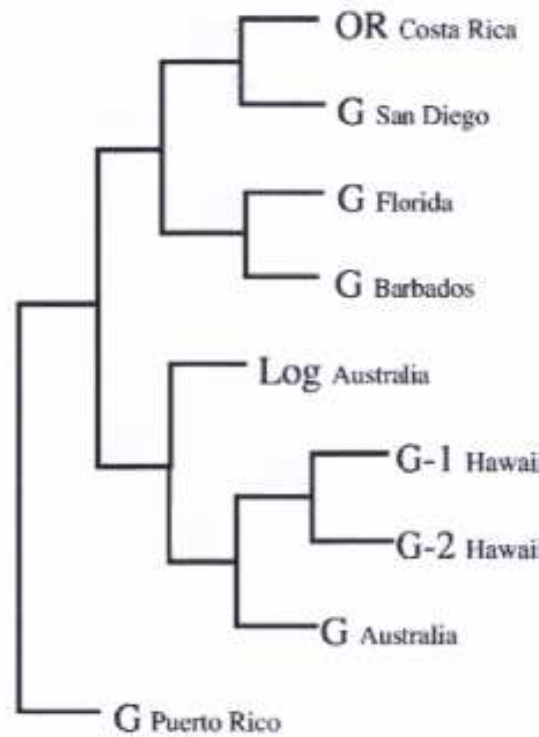 OR Costa Rica
G San Diego
G Florida
G Barbados
Log Australia
G-1 Hawaii
G-2 Hawaii
G Australia
G Puerto Rico